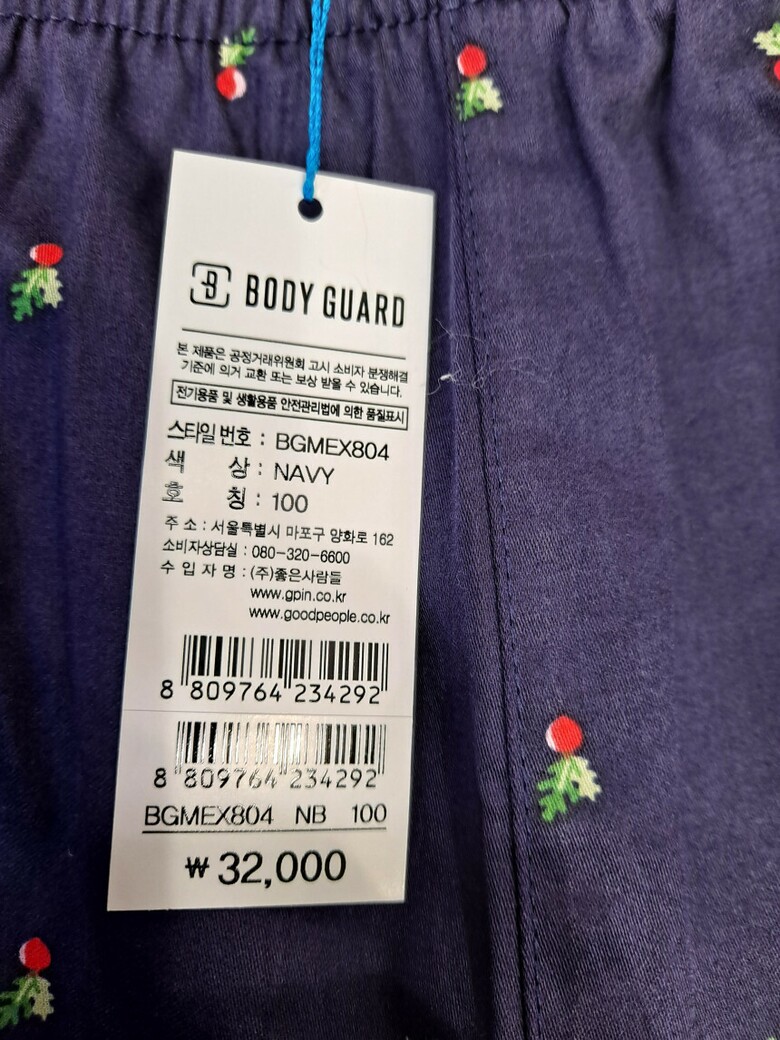 B BODY GUARD
본 제품은 공정거래위원회 고시 소비자 분쟁해결
기준에 의거 교환 또는 보상 받을 수 있습니다.
전기용품 및 생활용품 안전관리법에 의한 품질표시
스타일 번호 : BGMEX804
색 상 : NAVY
호 칭 : 100
주 소 : 서울특별시 마포구 양화로 162
소비자상담실 : 080-320-6600
수 입 자 명 : (주)좋은사람들
www.gpin.co.kr
www.goodpeople.co.kr
8 809764 234292
8 809764 234292
BGMEX804 NB 100
₩ 32,000